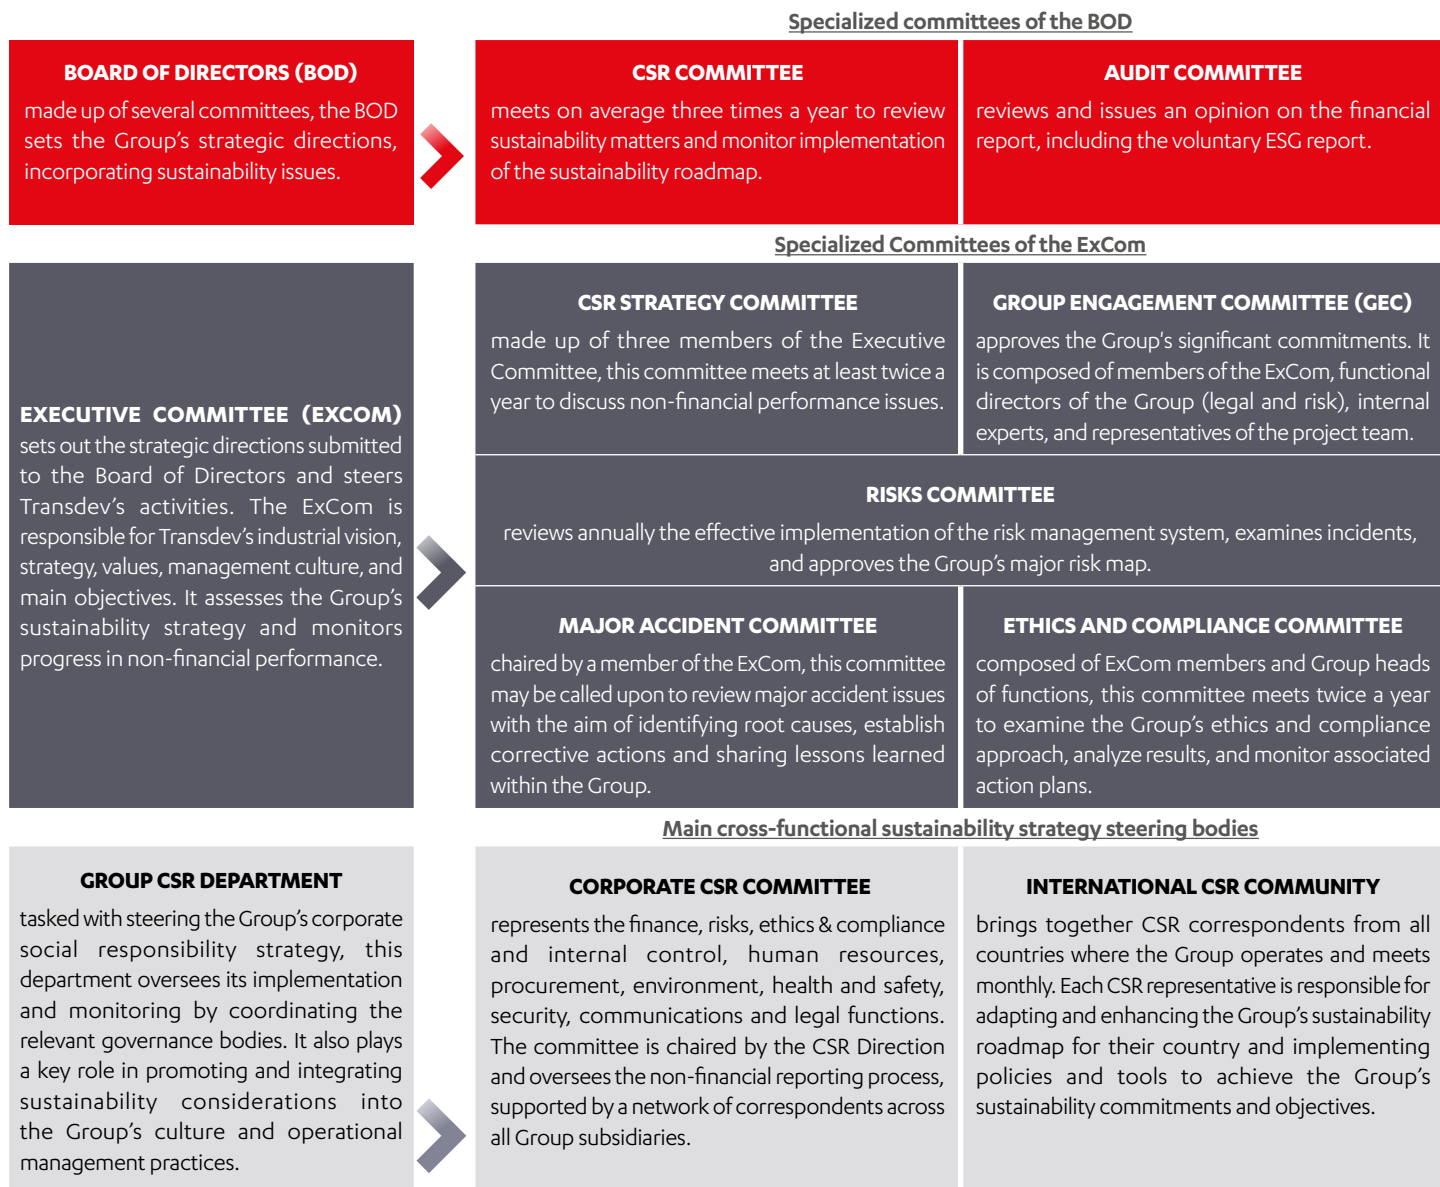 Specialized committees of the BOD
BOARD OF DIRECTORS (BOD)
made up of several committees, the BOD
sets the Group's strategic directions,
incorporating sustainability issues.
CSR COMMITTEE
meets on average three times a year to review
sustainability matters and monitor implementation
of the sustainability roadmap.
AUDIT COMMITTEE
reviews and issues an opinion on the financial
report, including the voluntary ESG report.
Specialized Committees of the ExCom
EXECUTIVE COMMITTEE (EXCOM)
sets out the strategic directions submitted
to the Board of Directors and steers
Transdev's activities. The ExCom is
responsible for Transdev's industrial vision,
strategy, values, management culture, and
main objectives. It assesses the Group's
sustainability strategy and monitors
progress in non-financial performance.
CSR STRATEGY COMMITTEE
made up of three members of the Executive
Committee, this committee meets at least twice a
year to discuss non-financial performance issues.
GROUP ENGAGEMENT COMMITTEE (GEC)
approves the Group's significant commitments. It
is composed of members of the ExCom, functional
directors of the Group (legal and risk), internal
experts, and representatives of the project team.
RISKS COMMITTEE
reviews annually the effective implementation of the risk management system, examines incidents,
and approves the Group's major risk map.
MAJOR ACCIDENT COMMITTEE
chaired by a member of the ExCom, this committee
may be called upon to review major accident issues
with the aim of identifying root causes, establish
corrective actions and sharing lessons learned
within the Group.
ETHICS AND COMPLIANCE COMMITTEE
composed of ExCom members and Group heads
of functions, this committee meets twice a year
to examine the Group's ethics and compliance
approach, analyze results, and monitor associated
action plans.
Main cross-functional sustainability strategy steering bodies
GROUP CSR DEPARTMENT
tasked with steering the Group's corporate
social responsibility strategy, this
department oversees its implementation
and monitoring by coordinating the
relevant governance bodies. It also plays
a key role in promoting and integrating
sustainability considerations into
the Group's culture and operational
management practices.
CORPORATE CSR COMMITTEE
represents the finance, risks, ethics & compliance
and internal control, human resources,
procurement, environment, health and safety,
security, communications and legal functions.
The committee is chaired by the CSR Direction
and oversees the non-financial reporting process,
supported by a network of correspondents across
all Group subsidiaries.
INTERNATIONAL CSR COMMUNITY
brings together CSR correspondents from all
countries where the Group operates and meets
monthly. Each CSR representative is responsible for
adapting and enhancing the Group's sustainability
roadmap for their country and implementing
policies and tools to achieve the Group's
sustainability commitments and objectives.